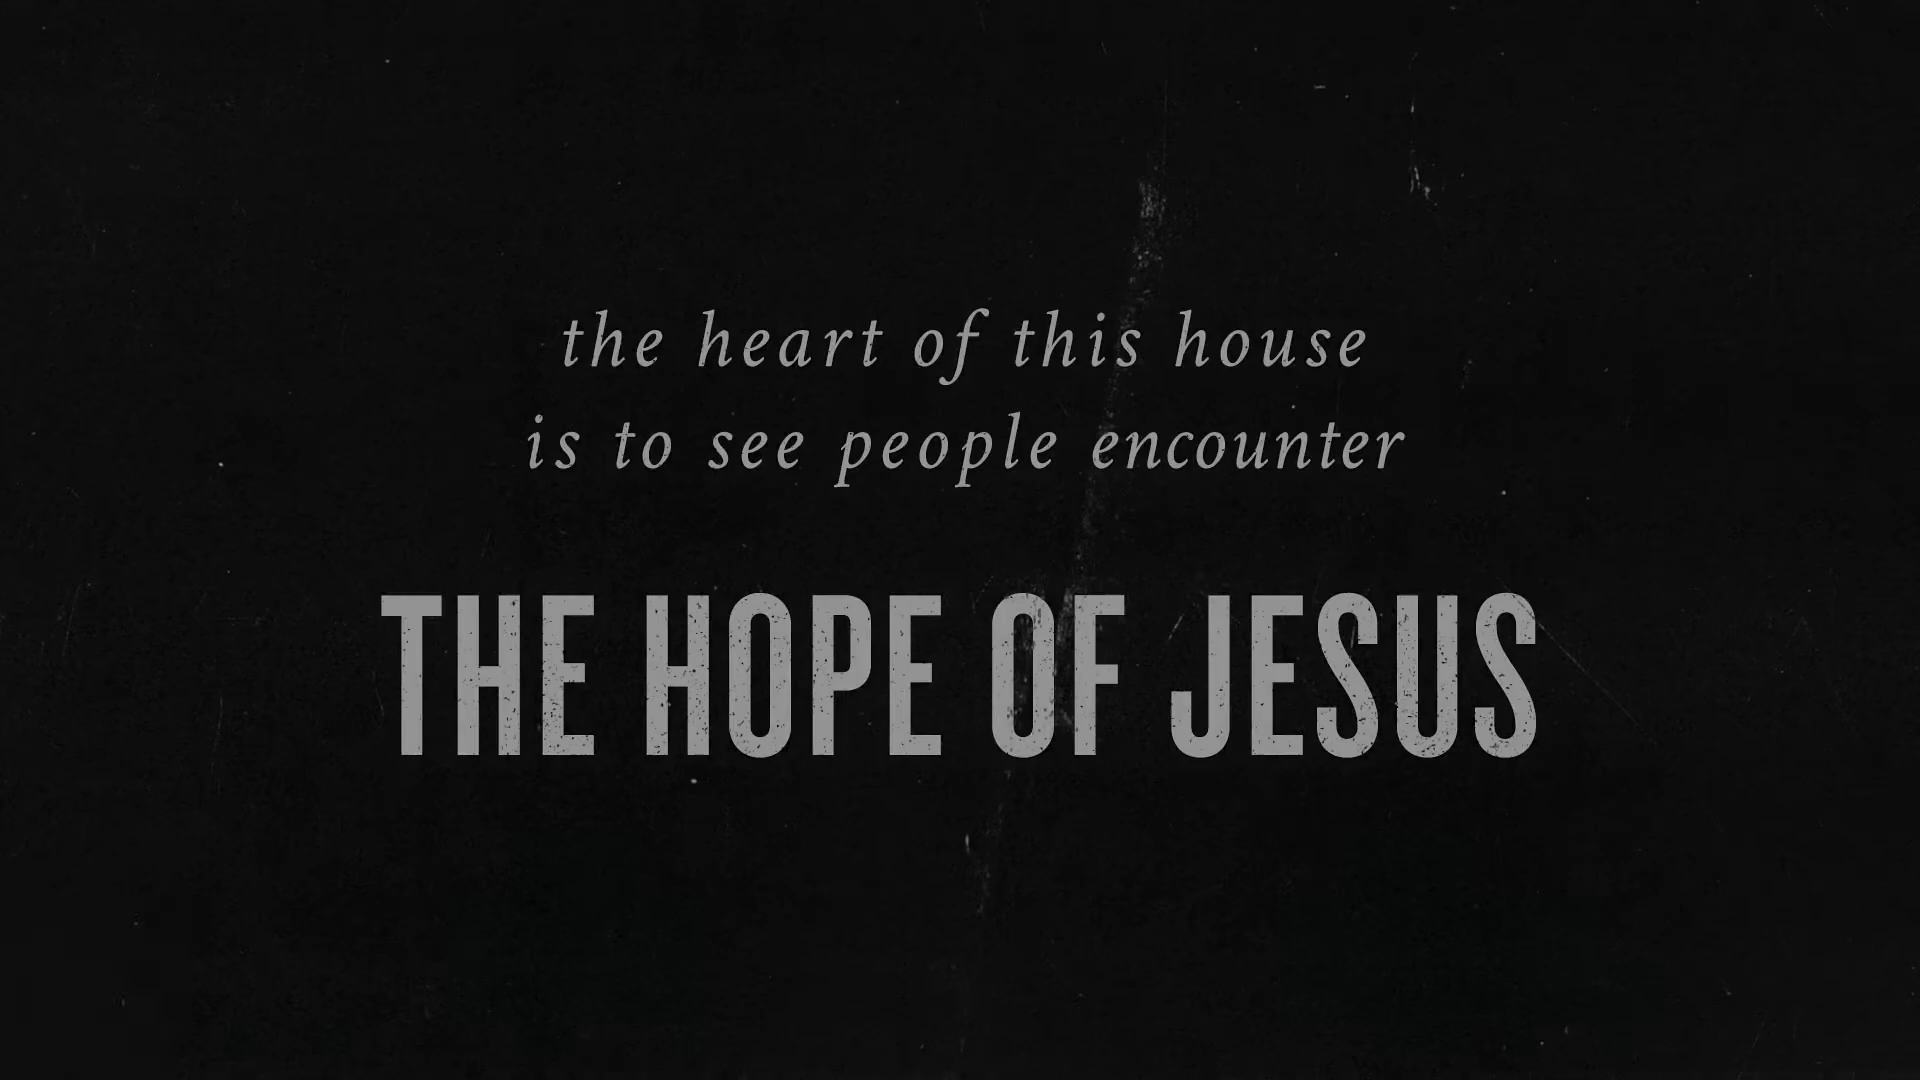 the heart of this house
is to see people encounter
THE HOPE OF JESUS